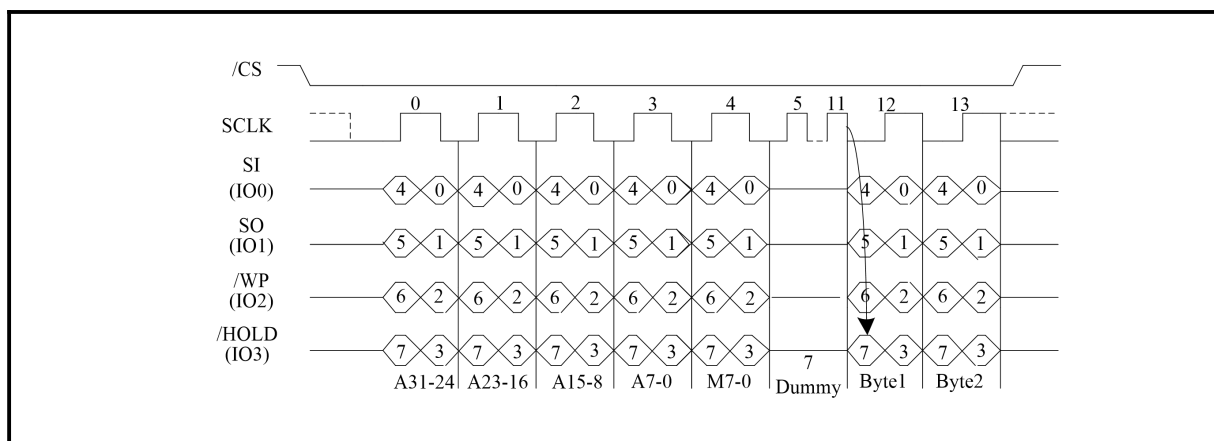 /CS
0 1 2 3 4 5 11 12 13
SCLK
SI
(IO0)
4 0 4 0 4 0 4 0 4 0 4 0 4 0
SO
(IO1)
5 1 5 1 5 1 5 1 5 1 5 1 5 1
/WP
(IO2)
6 2 6 2 6 2 6 2 6 2 6 2 6 2
/HOLD
(IO3)
7 3 7 3 7 3 7 3 7 3 7 7 3 7 3
A31-24 A23-16 A15-8 A7-0 M7-0 Dummy Byte1 Byte2